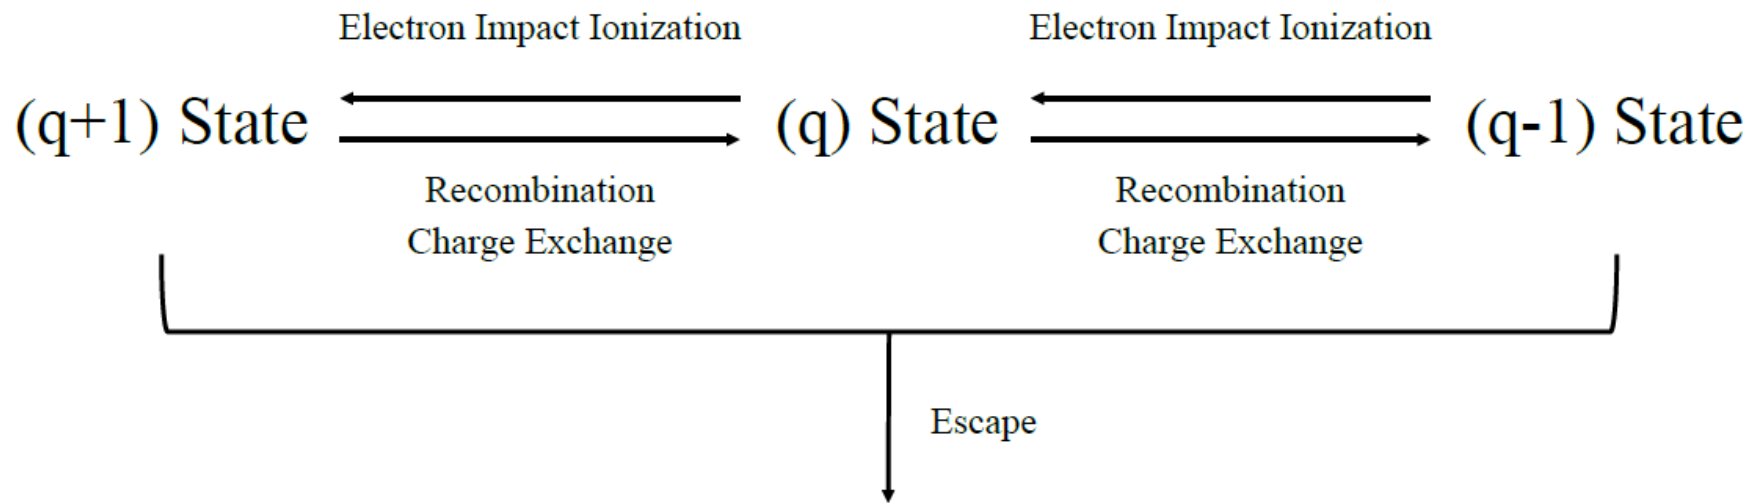 Electron Impact Ionization Electron Impact Ionization
(q+1) State (q) State (q-1) State
Recombination Recombination
Charge Exchange Charge Exchange
Escape